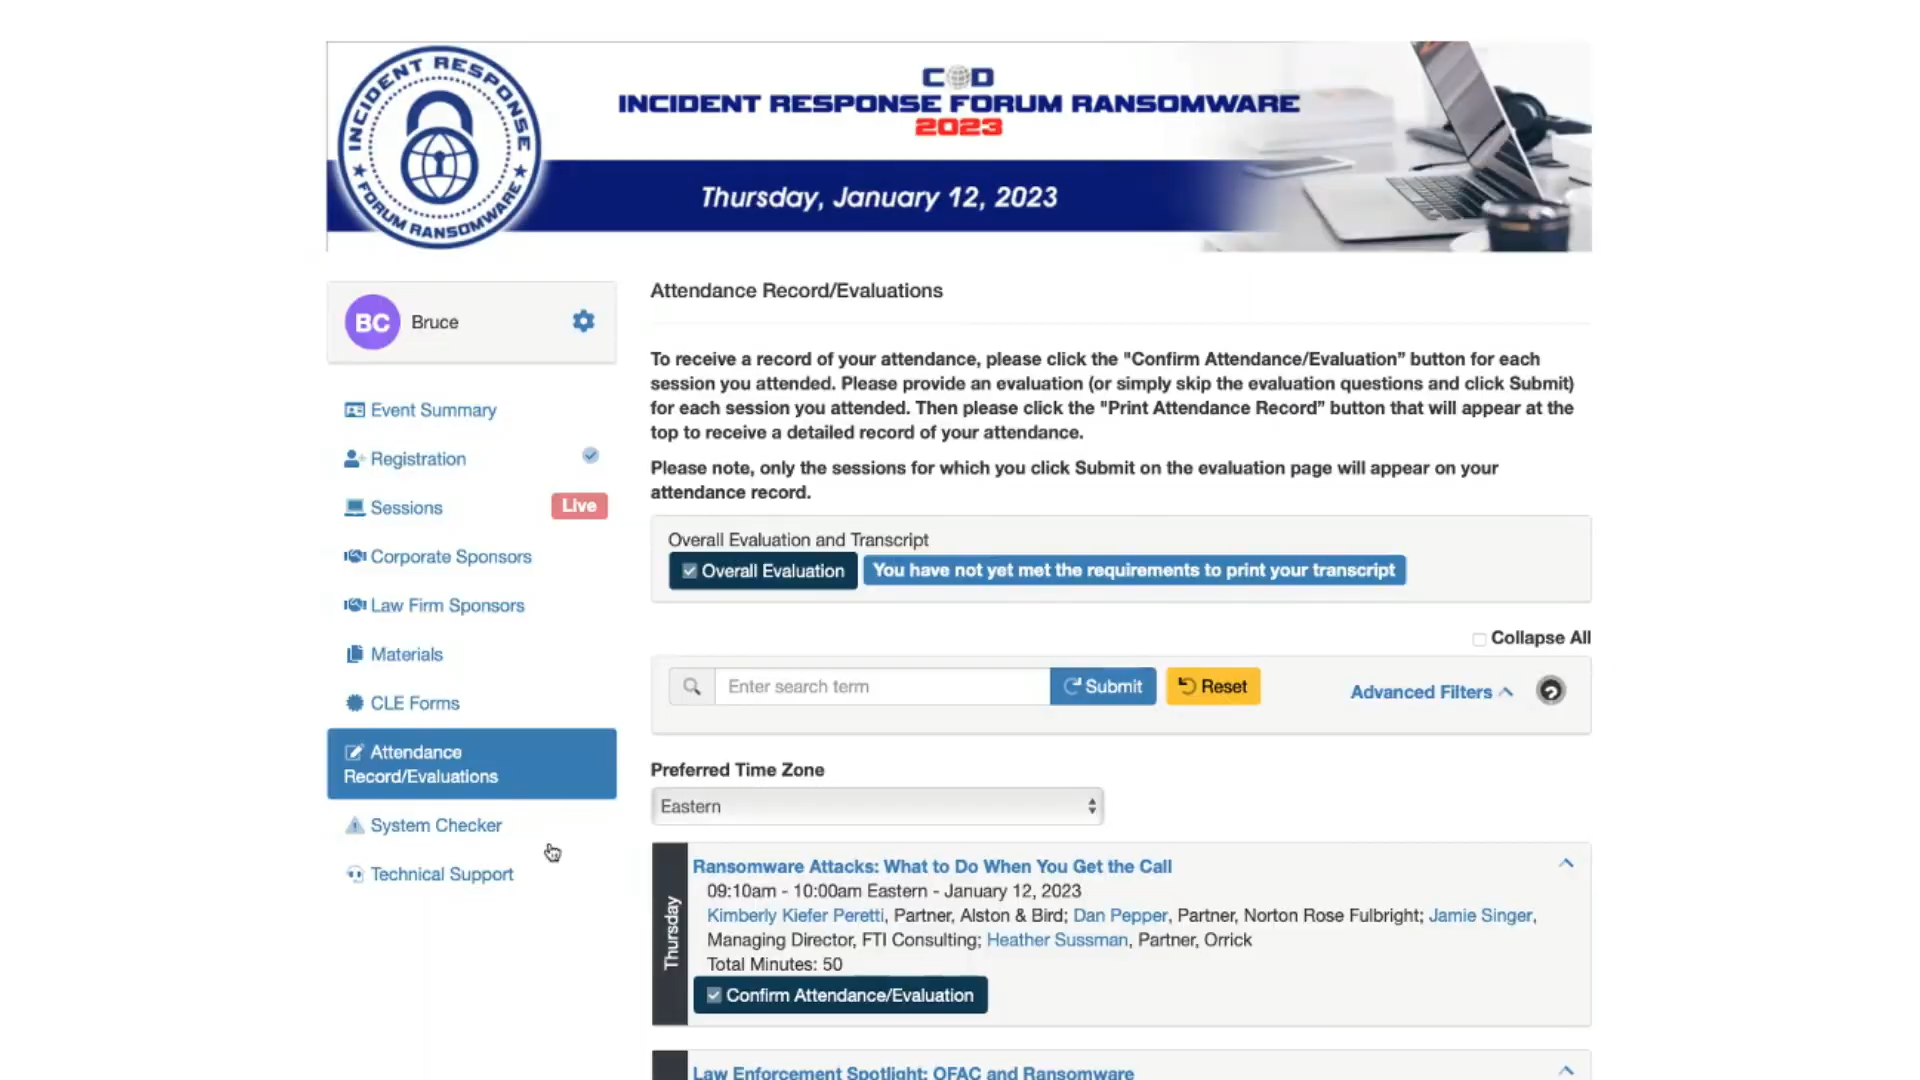 INCIDENT RESPONSE
FORUM RANSOMWARE
INCIDENT RESPONSE FORUM RANSOMWARE
2023
Thursday, January 12, 2023
BC Bruce
Event Summary
Registration
Sessions Live
Corporate Sponsors
Law Firm Sponsors
Materials
CLE Forms
Attendance
Record/Evaluations
System Checker
Technical Support
Attendance Record/Evaluations
To receive a record of your attendance, please click the "Confirm Attendance/Evaluation” button for each
session you attended. Please provide an evaluation (or simply skip the evaluation questions and click Submit)
for each session you attended. Then please click the "Print Attendance Record” button that will appear at the
top to receive a detailed record of your attendance.
Please note, only the sessions for which you click Submit on the evaluation page will appear on your
attendance record.
Overall Evaluation and Transcript
Overall Evaluation You have not yet met the requirements to print your transcript
Collapse All
Enter search term Submit Reset Advanced Filters
Preferred Time Zone
Eastern
Thursday
Ransomware Attacks: What to Do When You Get the Call
09:10am - 10:00am Eastern - January 12, 2023
Kimberly Kiefer Peretti, Partner, Alston & Bird; Dan Pepper, Partner, Norton Rose Fulbright; Jamie Singer,
Managing Director, FTI Consulting; Heather Sussman, Partner, Orrick
Total Minutes: 50
Confirm Attendance/Evaluation
Law Enforcement Spotlight: OFAC and Ransomware